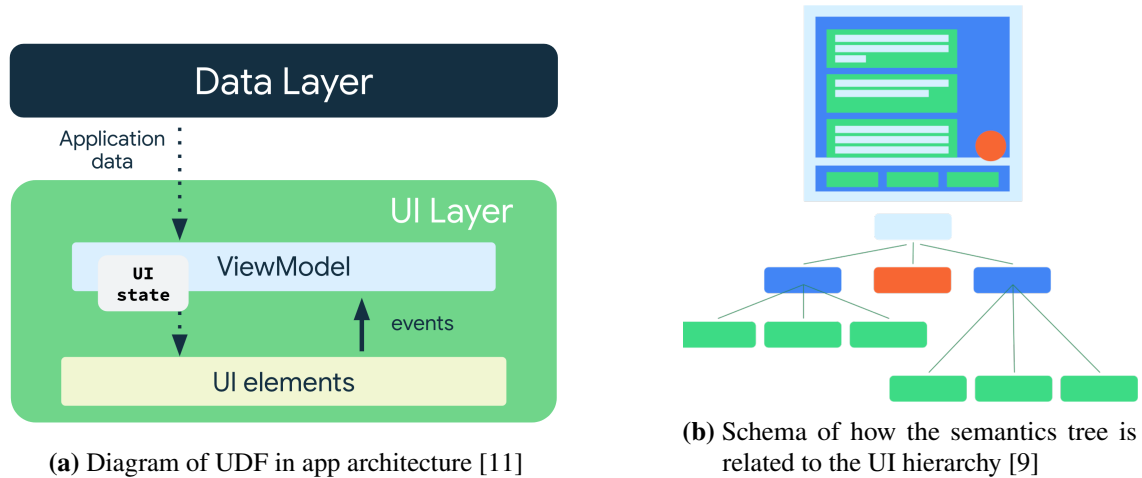 Data Layer
Application
data
UI Layer
ViewModel
UI
state
events
UI elements
(a) Diagram of UDF in app architecture [11]
(b) Schema of how the semantics tree is
related to the UI hierarchy [9]